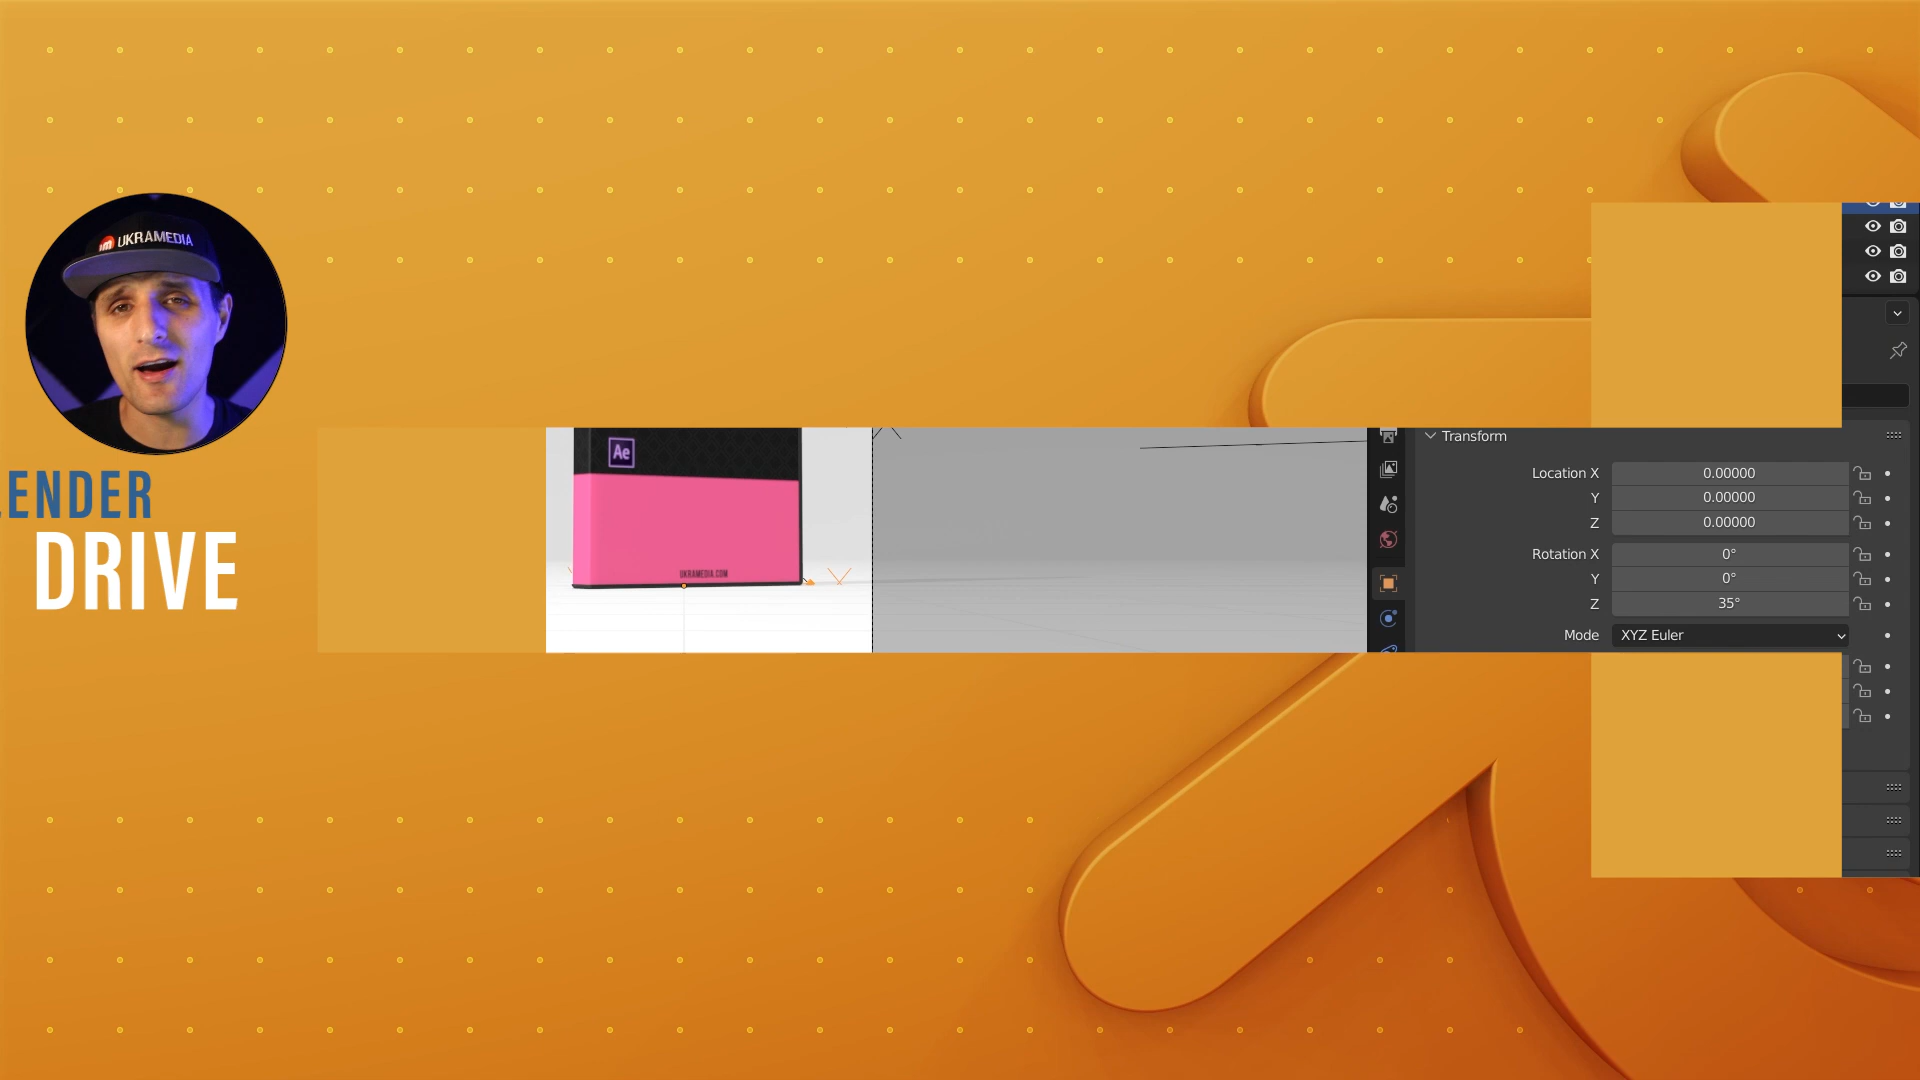 UKRAMEDIA
ENDER
DRIVE
Ae
UKRAMEDIA.COM
Transform
Location X 0.00000
Y 0.00000
Z 0.00000
Rotation X 0°
Y 0°
Z 35°
Mode XYZ Euler